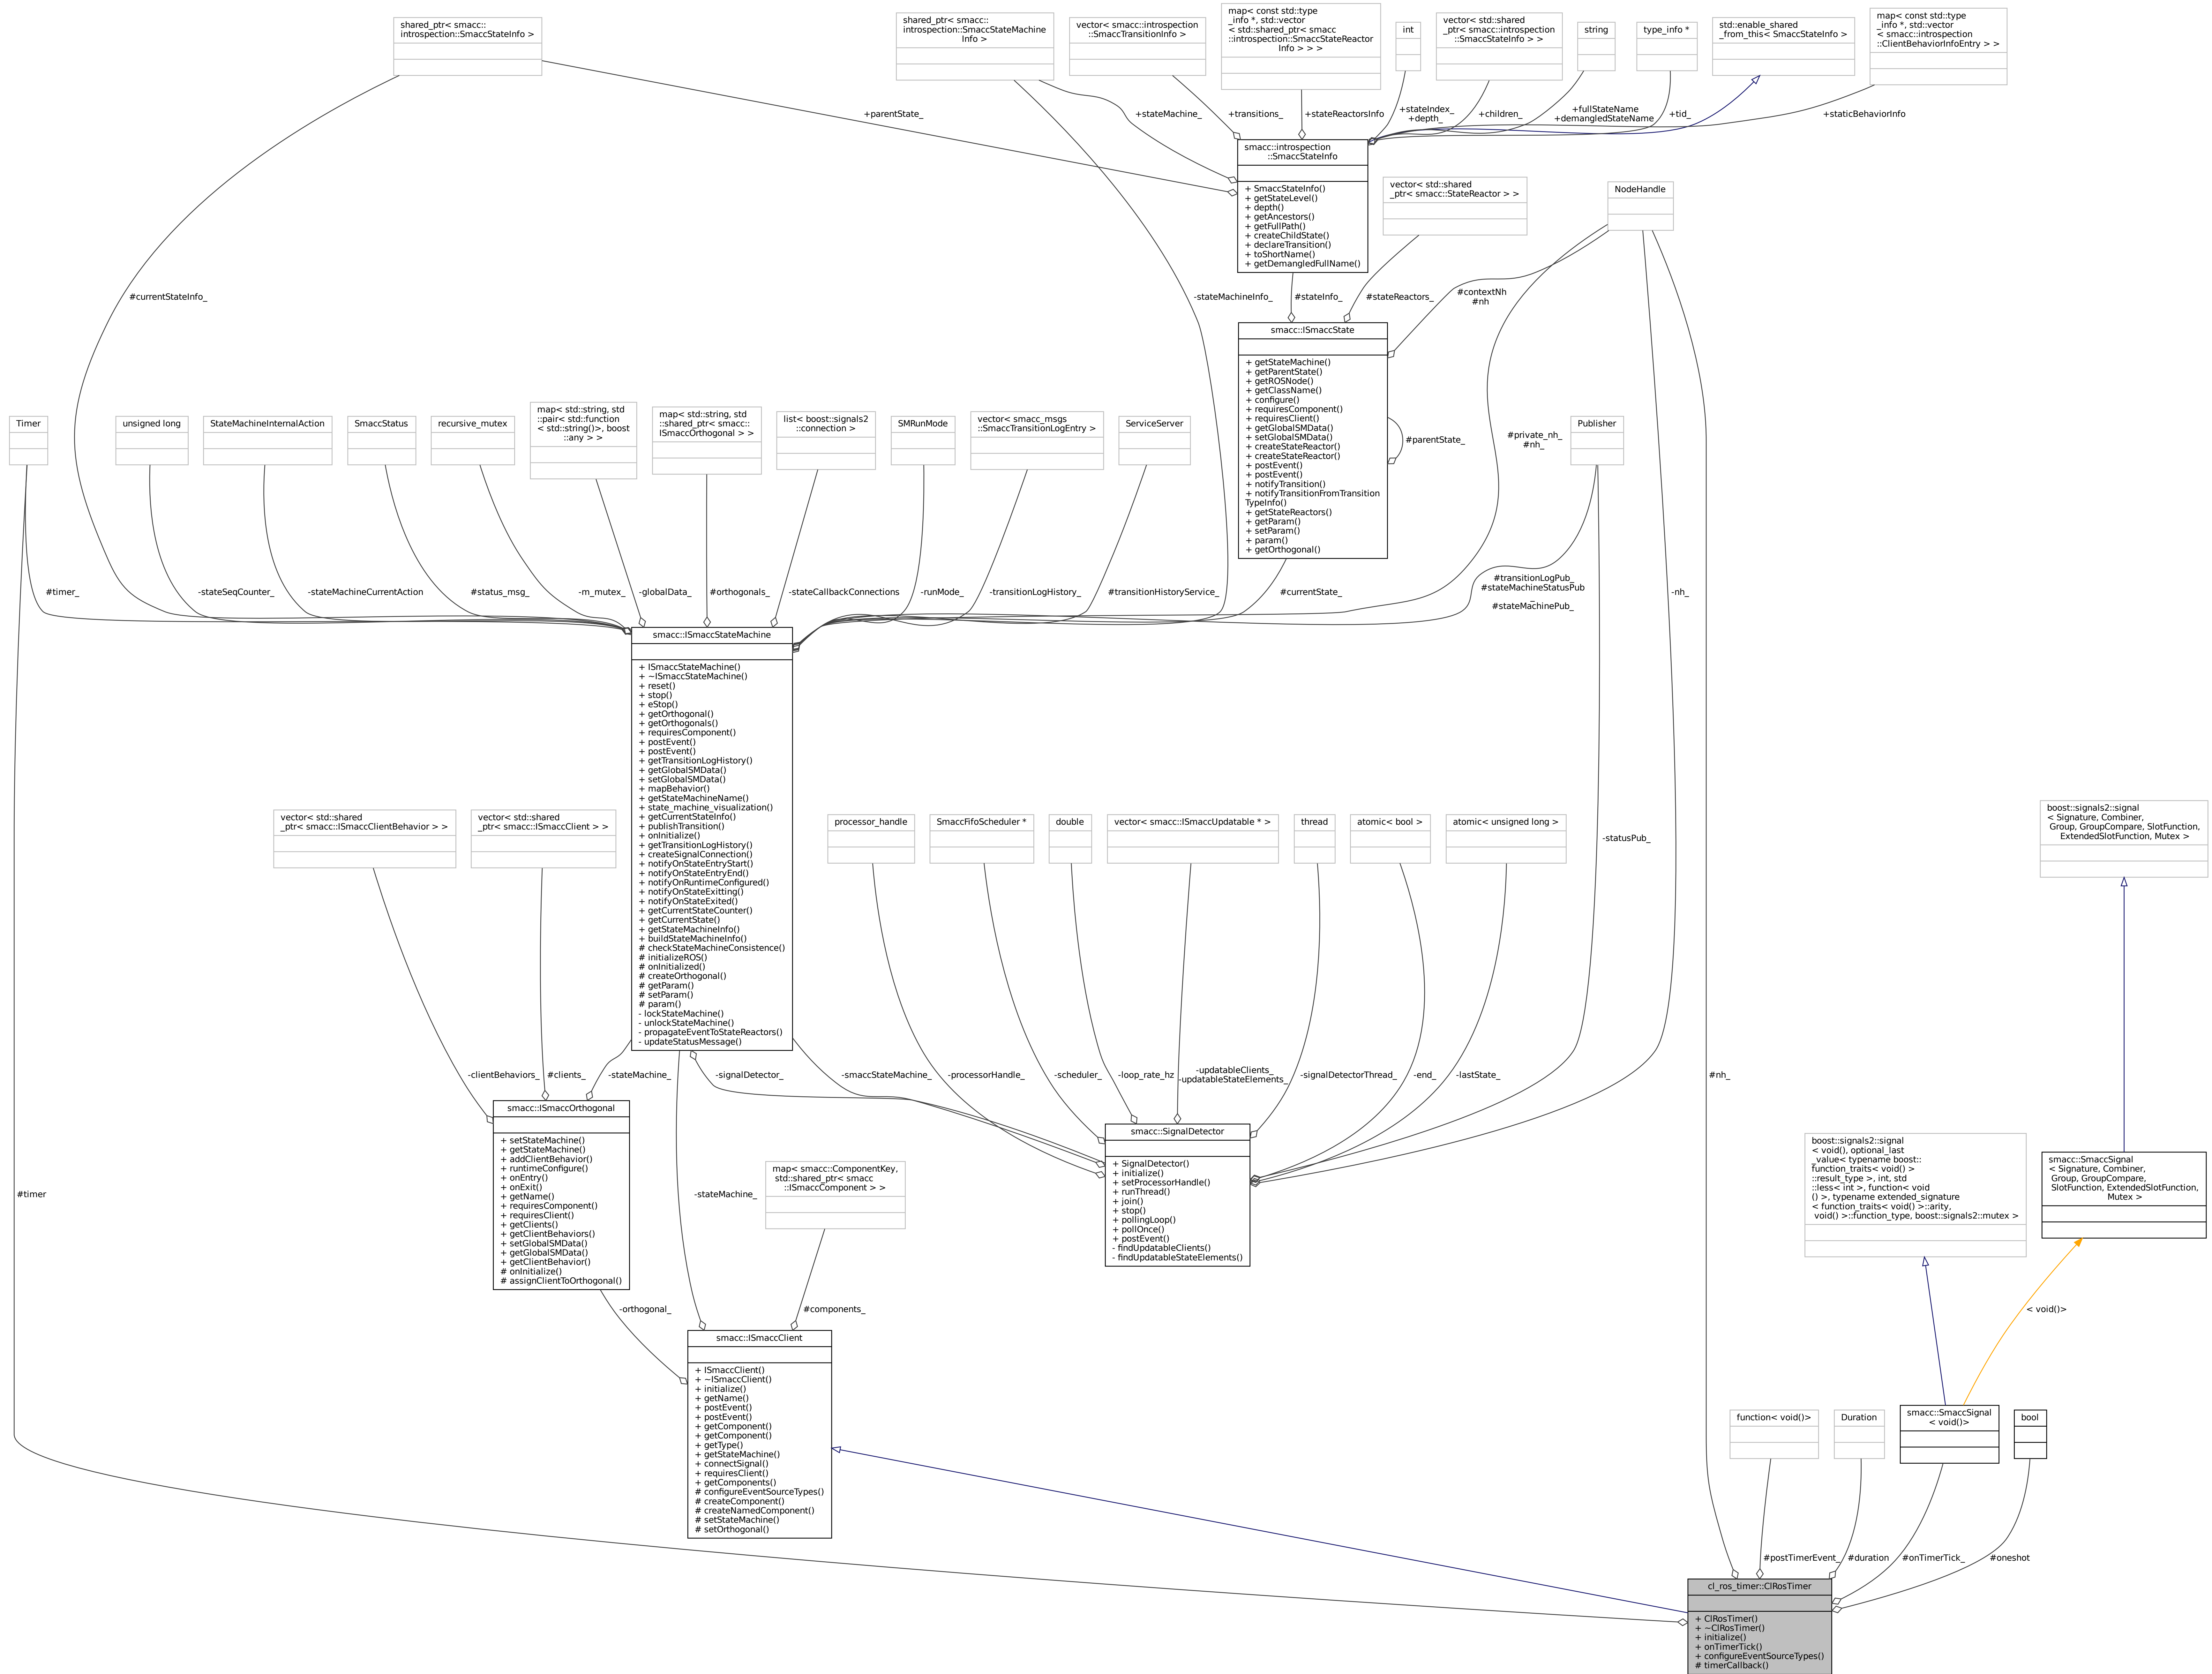 shared_ptr< smacc::
introspection::SmaccStateInfo >
shared_ptr< smacc::
introspection::SmaccStateMachine
Info >
vector< smacc::introspection
::SmaccTransitionInfo >
map< const std::type
_info *, std::vector
< std::shared_ptr< smacc
::introspection::SmaccStateReactor
Info > > >
int
vector< std::shared
_ptr< smacc::introspection
::SmaccStateInfo > >
string
type_info *
std::enable_shared
_from_this< SmaccStateInfo >
map< const std::type
_info *, std::vector
< smacc::introspection
::ClientBehaviorInfoEntry > >
+parentState_
+stateMachine_
+transitions_
+stateReactorsInfo
+stateIndex_
+depth_
+children_
+fullStateName
+demangledStateName
+tid_
+staticBehaviorInfo
smacc::introspection
::SmaccStateInfo
+ SmaccStateInfo()
+ getStateLevel()
+ depth()
+ getAncestors()
+ getFullPath()
+ createChildState()
+ declareTransition()
+ toShortName()
+ getDemangledFullName()
vector< std::shared
_ptr< smacc::StateReactor > >
NodeHandle
#currentStateInfo_
-stateMachineInfo_
#stateInfo_
#stateReactors_
#contextNh
#nh
smacc::ISmaccState
+ getStateMachine()
+ getParentState()
+ getROSNode()
+ getClassName()
+ configure()
+ requiresComponent()
+ requiresClient()
+ getGlobalSMData()
+ setGlobalSMData()
+ createStateReactor()
+ createStateReactor()
+ postEvent()
+ postEvent()
+ notifyTransition()
+ notifyTransitionFromTransition
TypeInfo()
+ getStateReactors()
+ getParam()
+ setParam()
+ param()
+ getOrthogonal()
#parentState_
#private_nh_
#nh_
Timer
unsigned long
StateMachineInternalAction
SmaccStatus
recursive_mutex
map< std::string, std
::pair< std::function
< std::string()>, boost
::any > >
map< std::string, std
::shared_ptr< smacc::
ISmaccOrthogonal > >
list< boost::signals2
::connection >
SMRunMode
vector< smacc_msgs
::SmaccTransitionLogEntry >
ServiceServer
Publisher
#timer_
-stateSeqCounter_
-stateMachineCurrentAction
#status_msg_
-m_mutex_
-globalData_
#orthogonals_
-stateCallbackConnections
-runMode_
-transitionLogHistory_
#transitionHistoryService_
#currentState_
#transitionLogPub_
#stateMachineStatusPub
_
#stateMachinePub_
-nh_
smacc::ISmaccStateMachine
+ ISmaccStateMachine()
+ ~ISmaccStateMachine()
+ reset()
+ stop()
+ eStop()
+ getOrthogonal()
+ getOrthogonals()
+ requiresComponent()
+ postEvent()
+ postEvent()
+ getTransitionLogHistory()
+ getGlobalSMData()
+ setGlobalSMData()
+ mapBehavior()
+ getStateMachineName()
+ state_machine_visualization()
+ getCurrentStateInfo()
+ publishTransition()
+ onInitialize()
+ getTransitionLogHistory()
+ createSignalConnection()
+ notifyOnStateEntryStart()
+ notifyOnStateEntryEnd()
+ notifyOnRuntimeConfigured()
+ notifyOnStateExitting()
+ notifyOnStateExited()
+ getCurrentStateCounter()
+ getCurrentState()
+ getStateMachineInfo()
+ buildStateMachineInfo()
# checkStateMachineConsistence()
# initializeROS()
# onInitialized()
# createOrthogonal()
# getParam()
# setParam()
# param()
- lockStateMachine()
- unlockStateMachine()
- propagateEventToStateReactors()
- updateStatusMessage()
vector< std::shared
_ptr< smacc::ISmaccClientBehavior > >
vector< std::shared
_ptr< smacc::ISmaccClient > >
processor_handle
SmaccFifoScheduler *
double
vector< smacc::ISmaccUpdatable * >
thread
atomic< bool >
atomic< unsigned long >
-statusPub_
boost::signals2::signal
< Signature, Combiner,
Group, GroupCompare, SlotFunction,
ExtendedSlotFunction, Mutex >
-clientBehaviors_
#clients_
-stateMachine_
-signalDetector_
-smaccStateMachine_
-processorHandle_
-scheduler_
-loop_rate_hz
-updatableClients_
-updatableStateElements_
-signalDetectorThread_
-end_
-lastState_
#nh_
smacc::ISmaccOrthogonal
+ setStateMachine()
+ getStateMachine()
+ addClientBehavior()
+ runtimeConfigure()
+ onEntry()
+ onExit()
+ getName()
+ requiresComponent()
+ requiresClient()
+ getClients()
+ getClientBehaviors()
+ setGlobalSMData()
+ getGlobalSMData()
+ getClientBehavior()
# onInitialize()
# assignClientToOrthogonal()
smacc::SignalDetector
+ SignalDetector()
+ initialize()
+ setProcessorHandle()
+ runThread()
+ join()
+ stop()
+ pollingLoop()
+ pollOnce()
+ postEvent()
- findUpdatableClients()
- findUpdatableStateElements()
boost::signals2::signal
< void(), optional_last
_value< typename boost::
function_traits< void() >
::result_type >, int, std
::less< int >, function< void
() >, typename extended_signature
< function_traits< void() >::arity,
void() >::function_type, boost::signals2::mutex >
smacc::SmaccSignal
< Signature, Combiner,
Group, GroupCompare,
SlotFunction, ExtendedSlotFunction,
Mutex >
#timer
-stateMachine_
map< smacc::ComponentKey,
std::shared_ptr< smacc
::ISmaccComponent > >
-orthogonal_
#components_
< void()>
smacc::ISmaccClient
+ ISmaccClient()
+ ~ISmaccClient()
+ initialize()
+ getName()
+ postEvent()
+ postEvent()
+ getComponent()
+ getComponent()
+ getType()
+ getStateMachine()
+ connectSignal()
+ requiresClient()
+ getComponents()
# configureEventSourceTypes()
# createComponent()
# createNamedComponent()
# setStateMachine()
# setOrthogonal()
function< void()>
Duration
smacc::SmaccSignal
< void()>
bool
#postTimerEvent_
#duration
#onTimerTick_
#oneshot
cl_ros_timer::ClRosTimer
+ ClRosTimer()
+ ~ClRosTimer()
+ initialize()
+ onTimerTick()
+ configureEventSourceTypes()
# timerCallback()